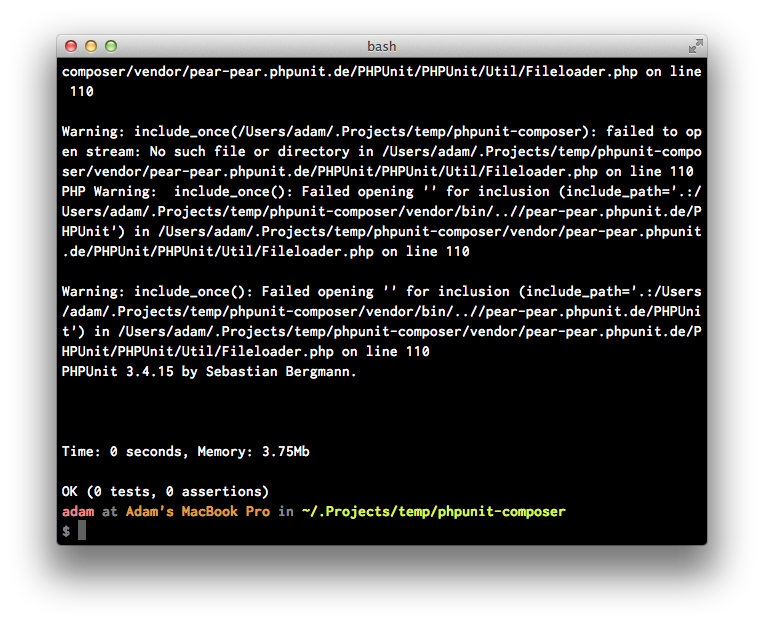 bash
composer/vendor/pear-pear.phpunit.de/PHPUnit/PHPUnit/Util/Fileloader.php on line
 110
Warning: include_once(/Users/adam/.Projects/temp/phpunit-composer): failed to op
en stream: No such file or directory in /Users/adam/.Projects/temp/phpunit-compo
ser/vendor/pear-pear.phpunit.de/PHPUnit/PHPUnit/Util/Fileloader.php on line 110
PHP Warning:  include_once(): Failed opening '' for inclusion (include_path='.:/
Users/adam/.Projects/temp/phpunit-composer/vendor/bin/..//pear-pear.phpunit.de/P
HPUnit') in /Users/adam/.Projects/temp/phpunit-composer/vendor/pear-pear.phpunit
.de/PHPUnit/PHPUnit/Util/Fileloader.php on line 110
Warning: include_once(): Failed opening '' for inclusion (include_path='.:/Users
/adam/.Projects/temp/phpunit-composer/vendor/bin/..//pear-pear.phpunit.de/PHPUni
t') in /Users/adam/.Projects/temp/phpunit-composer/vendor/pear-pear.phpunit.de/P
HPUnit/PHPUnit/Util/Fileloader.php on line 110
PHPUnit 3.4.15 by Sebastian Bergmann.
Time: 0 seconds, Memory: 3.75Mb
OK (0 tests, 0 assertions)
adam at Adam's MacBook Pro in ~/.Projects/temp/phpunit-composer
$